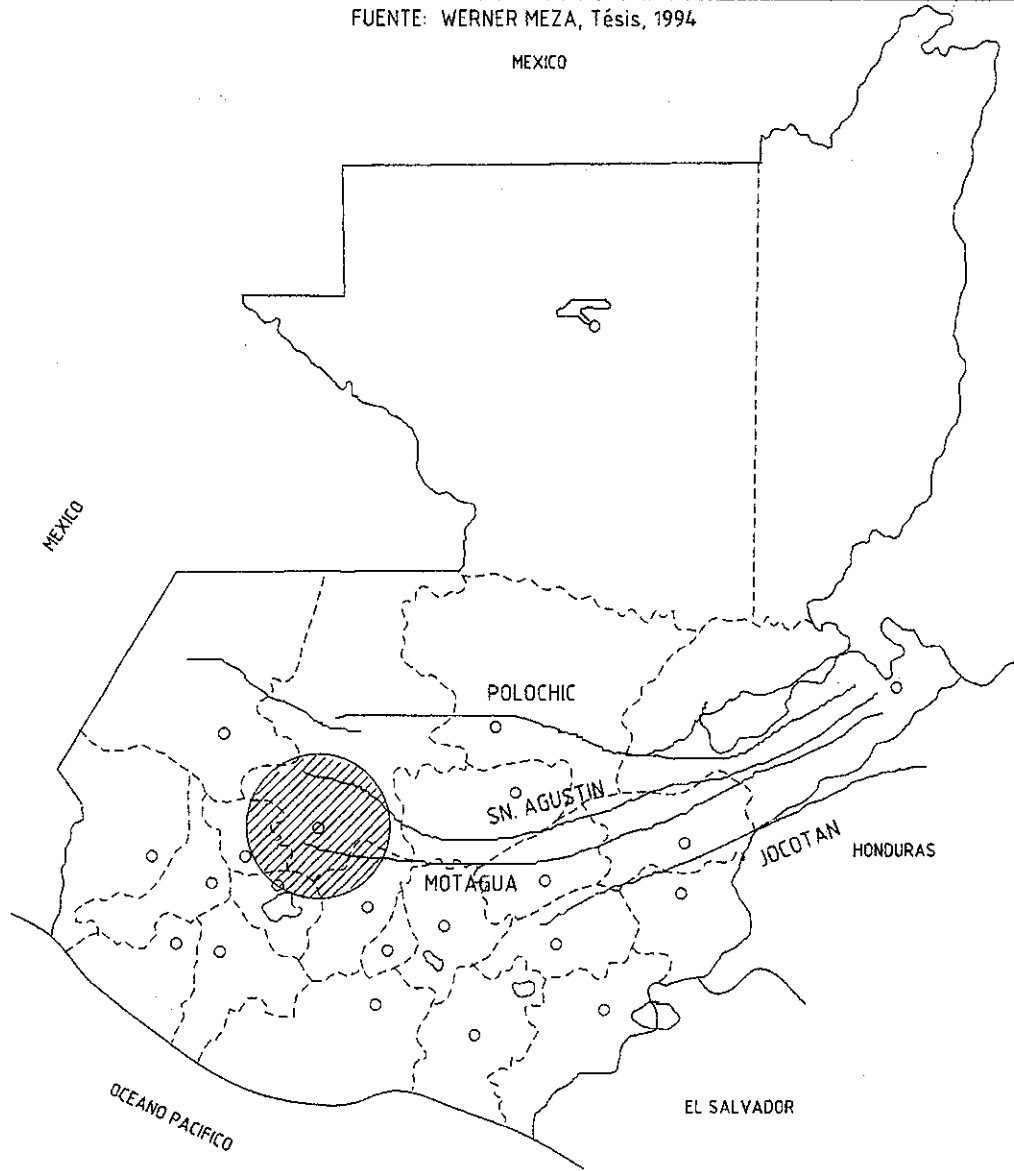 FUENTE: WERNER MEZA, Tésis, 1994
MEXICO
MEXICO
POLOCHIC
SN. AGUSTIN
MOTAGUA
JOCOTAN
HONDURAS
OCEANO PACIFICO
EL SALVADOR